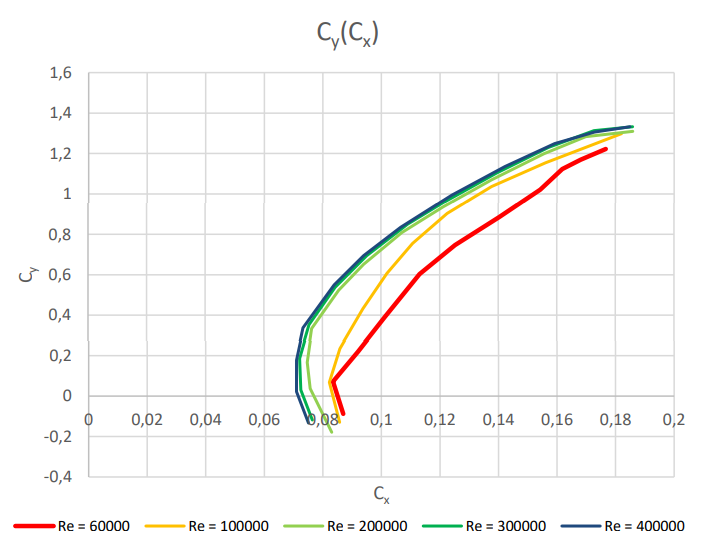 Cy(Cx)
1,6
1,4
1,2
1
0,8
0,6
Cy
0,4
0,2
0
0 0,02 0,04 0,06 0,08 0,1 0,12 0,14 0,16 0,18 0,2
-0,2
-0,4
Cx
Re = 60000 Re = 100000 Re = 200000 Re = 300000 Re = 400000